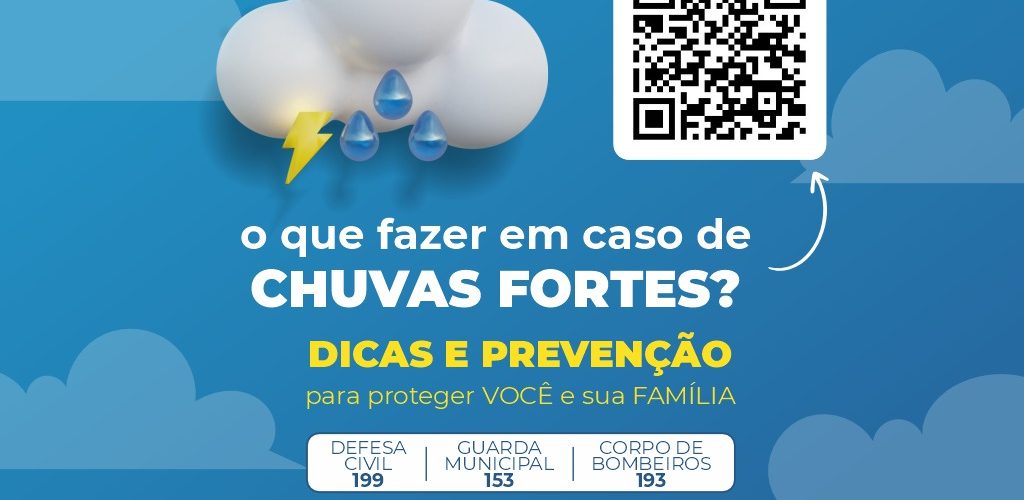 o que fazer em caso de
CHUVAS FORTES?
DICAS E PREVENÇÃO
para proteger VOCÊ e sua FAMÍLIA
DEFESA
CIVIL
199
GUARDA
MUNICIPAL
153
CORPO DE
BOMBEIROS
193